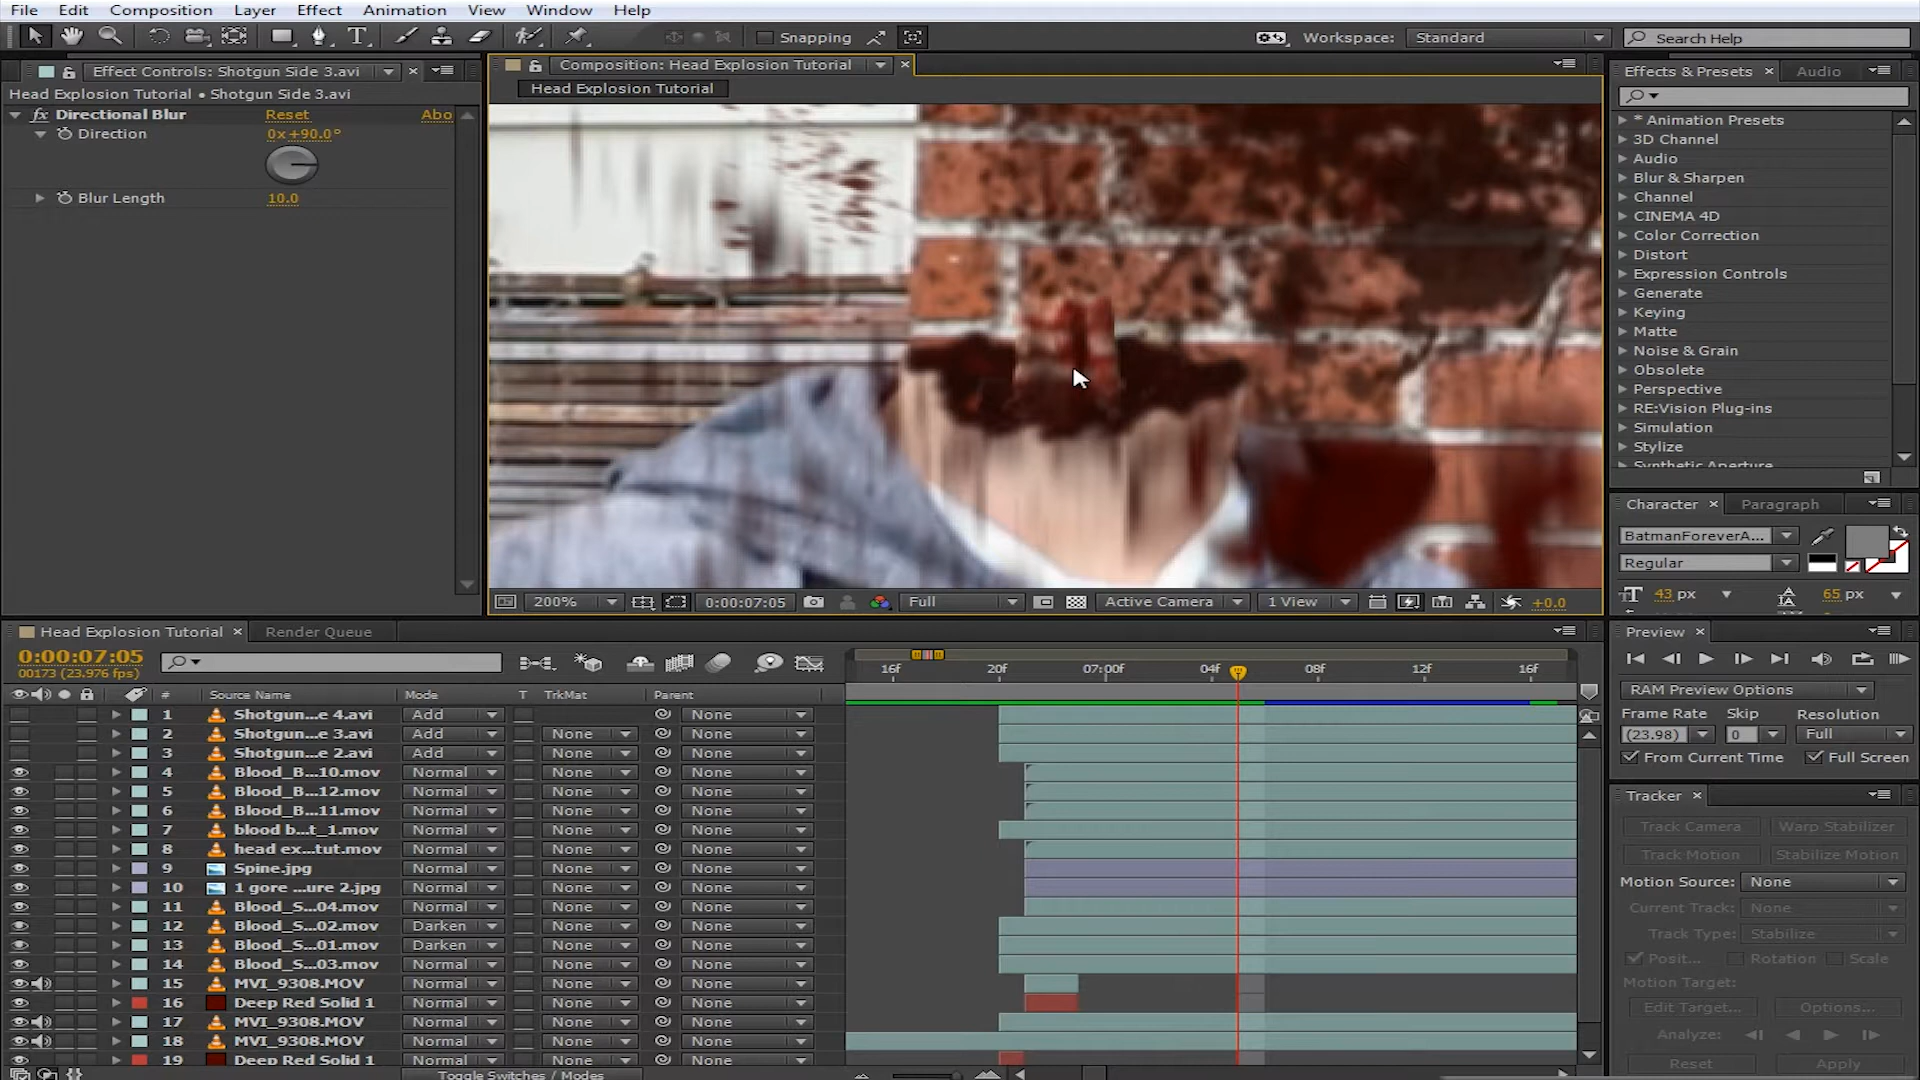 File Edit Composition Layer Effect Animation View Window Help
Snapping
Workspace: Standard
Search Help
Effect Controls: Shotgun Side 3.avi
Head Explosion Tutorial • Shotgun Side 3.avi
fx Directional Blur Reset Abo
Direction 0x+90.0°
Blur Length 10.0
Composition: Head Explosion Tutorial
Head Explosion Tutorial
200% 0:00:07:05 Full Active Camera 1 View +0.0
Effects & Presets Audio
* Animation Presets
3D Channel
Audio
Blur & Sharpen
Channel
CINEMA 4D
Color Correction
Distort
Expression Controls
Generate
Keying
Matte
Noise & Grain
Obsolete
Perspective
RE:Vision Plug-ins
Simulation
Stylize
Synthetic Aperture
Character Paragraph
BatmanForeverA...
Regular
43 px 65 px
Head Explosion Tutorial Render Queue
0:00:07:05
00173 (23.976 fps)
16f 20f 07:00f 04f 08f 12f 16f
# Source Name Mode T TrkMat Parent
1 Shotgun...e 4.avi Add None
2 Shotgun...e 3.avi Add None None
3 Shotgun...e 2.avi Add None None
4 Blood_B...10.mov Normal None None
5 Blood_B...12.mov Normal None None
6 Blood_B...11.mov Normal None None
7 blood b...t_1.mov Normal None None
8 head ex...tut.mov Normal None None
9 Spine.jpg Normal None None
10 1 gore ...ure 2.jpg Normal None None
11 Blood_S...04.mov Normal None None
12 Blood_S...02.mov Darken None None
13 Blood_S...01.mov Darken None None
14 Blood_S...03.mov Normal None None
15 MVI_9308.MOV Normal None None
16 Deep Red Solid 1 Normal None None
17 MVI_9308.MOV Normal None None
18 MVI_9308.MOV Normal None None
19 Deep Red Solid 1 Normal None None
Toggle Switches / Modes
Preview
RAM Preview Options
Frame Rate Skip Resolution
(23.98) 0 Full
From Current Time Full Screen
Tracker
Track Camera Warp Stabilizer
Track Motion Stabilize Motion
Motion Source: None
Current Track: None
Track Type: Stabilize
Posit... Rotation Scale
Motion Target:
Edit Target... Options...
Analyze:
Reset Apply